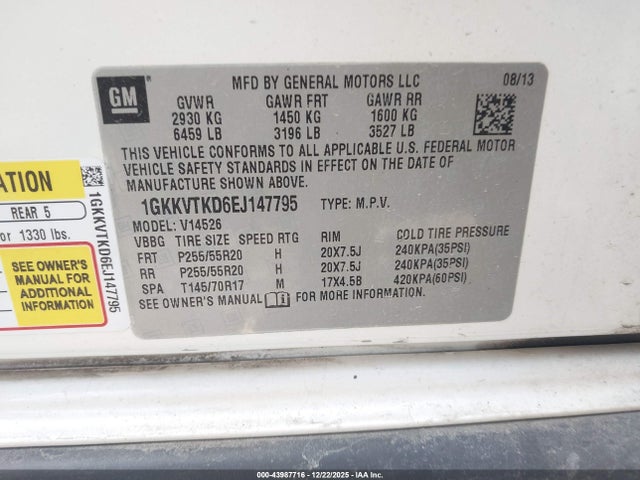 GM
MFD BY GENERAL MOTORS LLC 08/13
GVWR GAWR FRT GAWR RR
2930 KG 1450 KG 1600 KG
6459 LB 3196 LB 3527 LB
THIS VEHICLE CONFORMS TO ALL APPLICABLE U.S. FEDERAL MOTOR
VEHICLE SAFETY STANDARDS IN EFFECT ON THE DATE OF
MANUFACTURE SHOWN ABOVE.
1GKKVTKD6EJ147795 TYPE: M.P.V.
MODEL: V14526
VBBG TIRE SIZE SPEED RTG RIM COLD TIRE PRESSURE
FRT P255/55R20 H 20X7.5J 240KPA(35PSI)
RR P255/55R20 H 20X7.5J 240KPA(35PSI)
SPA T145/70R17 M 17X4.5B 420KPA(60PSI)
SEE OWNER'S MANUAL FOR MORE INFORMATION.
ATION
REAR 5
or 1330 lbs.
SEE OWNER'S
MANUAL FOR
ADDITIONAL
INFORMATION
1GKKVTKD6EJ147795
000-43987716 - 12/22/2025 - IAAI.COM